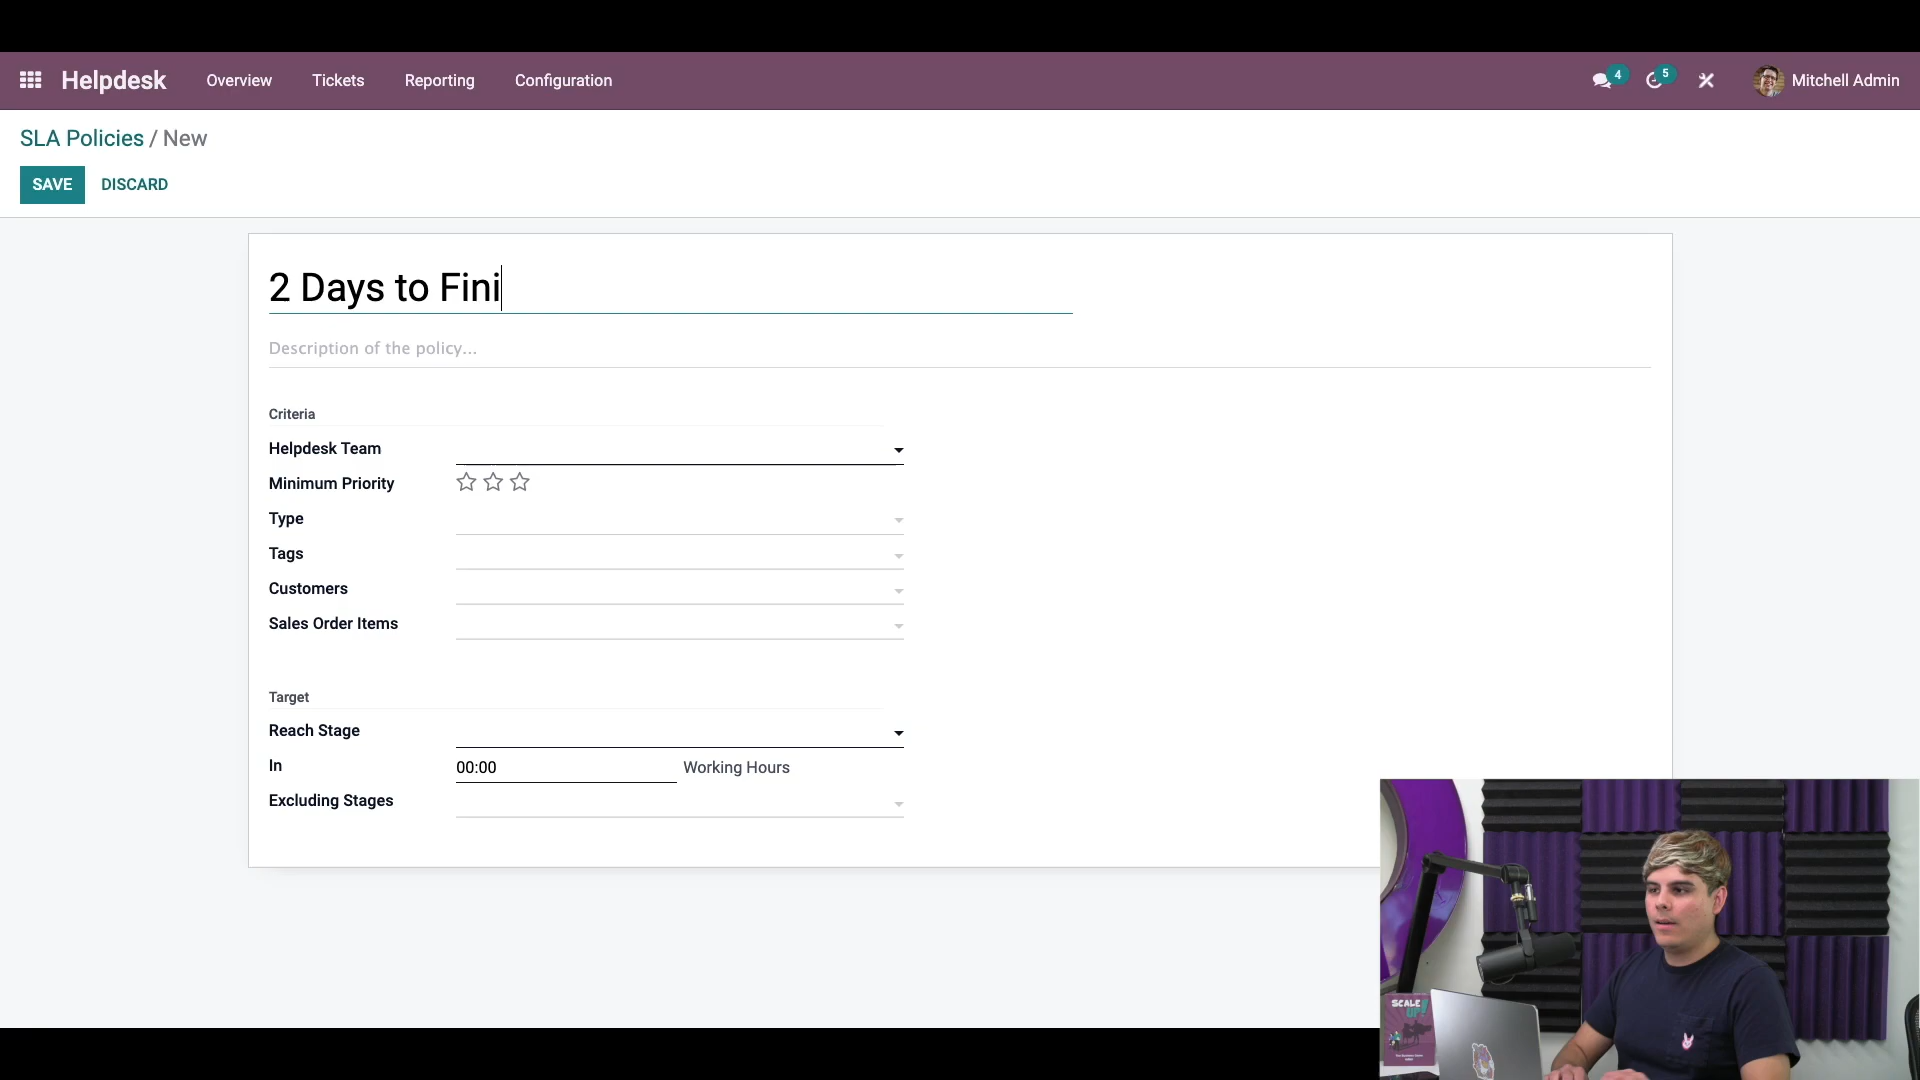 Helpdesk Overview Tickets Reporting Configuration 4 5 Mitchell Admin
SLA Policies / New
SAVE DISCARD
2 Days to Fini
Description of the policy...
Criteria
Helpdesk Team
Minimum Priority
Type
Tags
Customers
Sales Order Items
Target
Reach Stage
In 00:00 Working Hours
Excluding Stages
SCALE
UP!